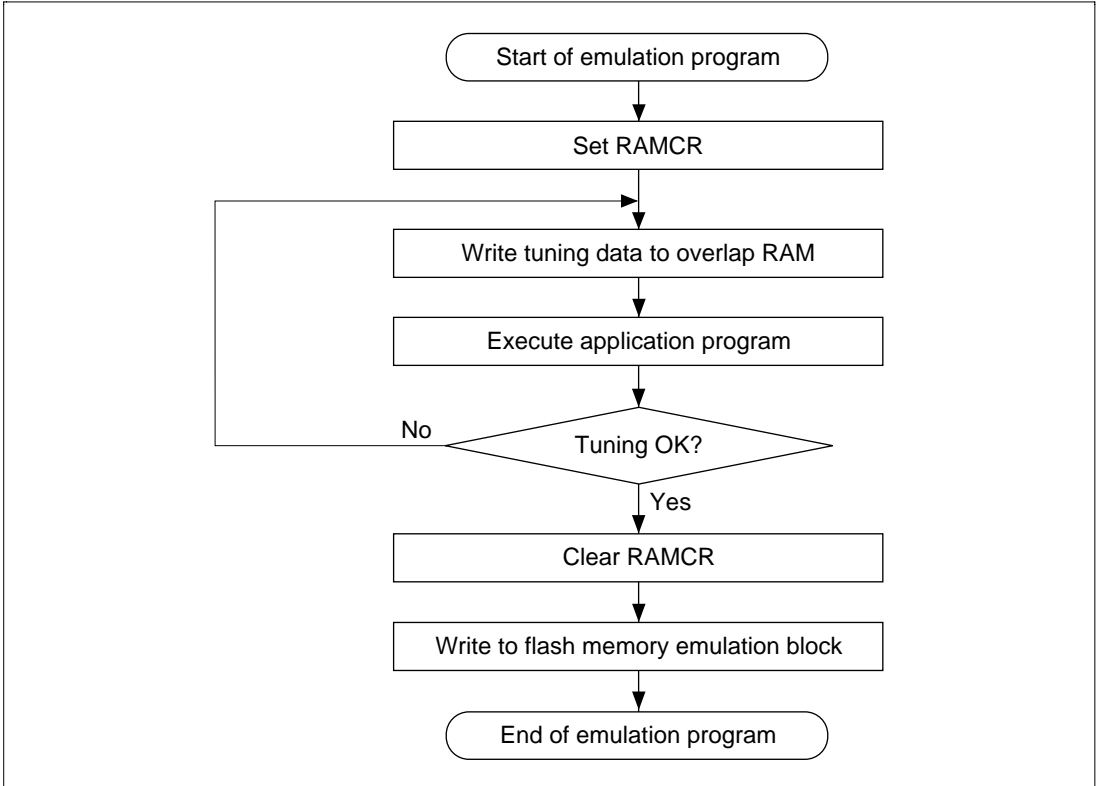 Start of emulation program
Set RAMCR
Write tuning data to overlap RAM
Execute application program
No
Tuning OK?
Yes
Clear RAMCR
Write to flash memory emulation block
End of emulation program